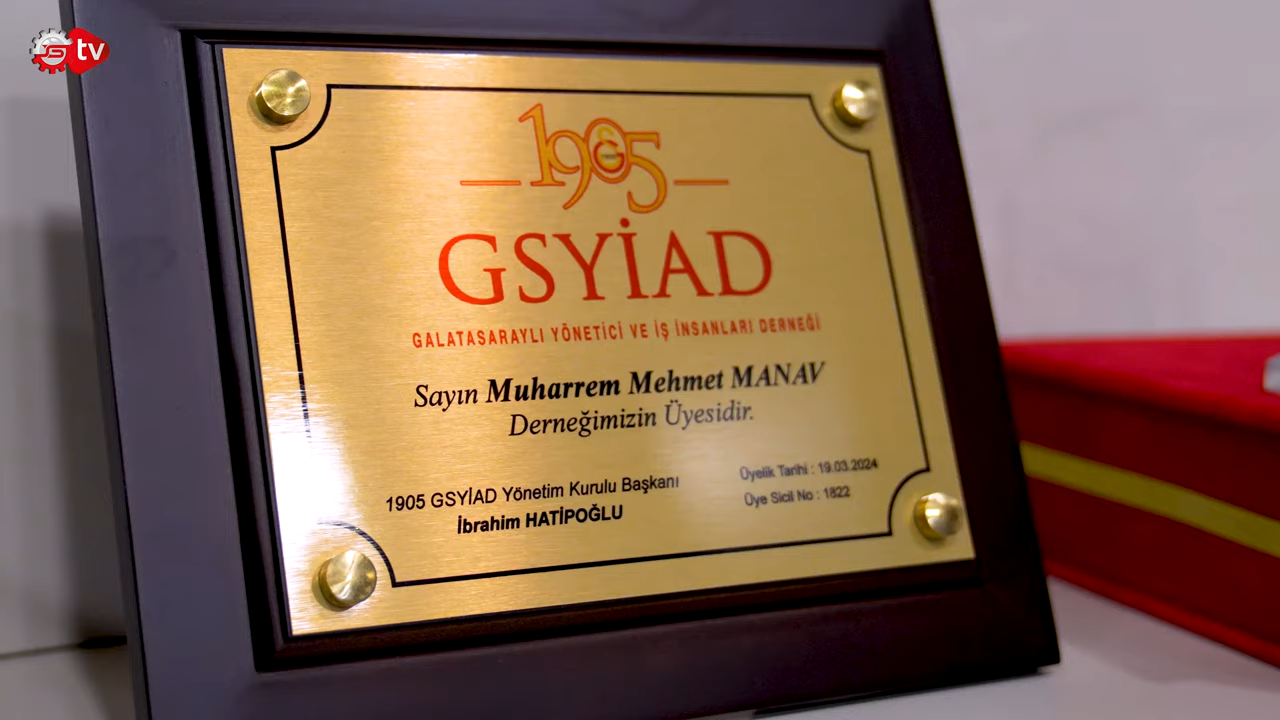 tv
1905
GSYİAD
GALATASARAYLI YÖNETİCİ VE İŞ İNSANLARI DERNEĞİ
Sayın Muharrem Mehmet MANAV
Derneğimizin Üyesidir.
1905 GSYİAD Yönetim Kurulu Başkanı
İbrahim HATİPOĞLU
Üyelik Tarihi : 19.03.2024
Üye Sicil No : 1822